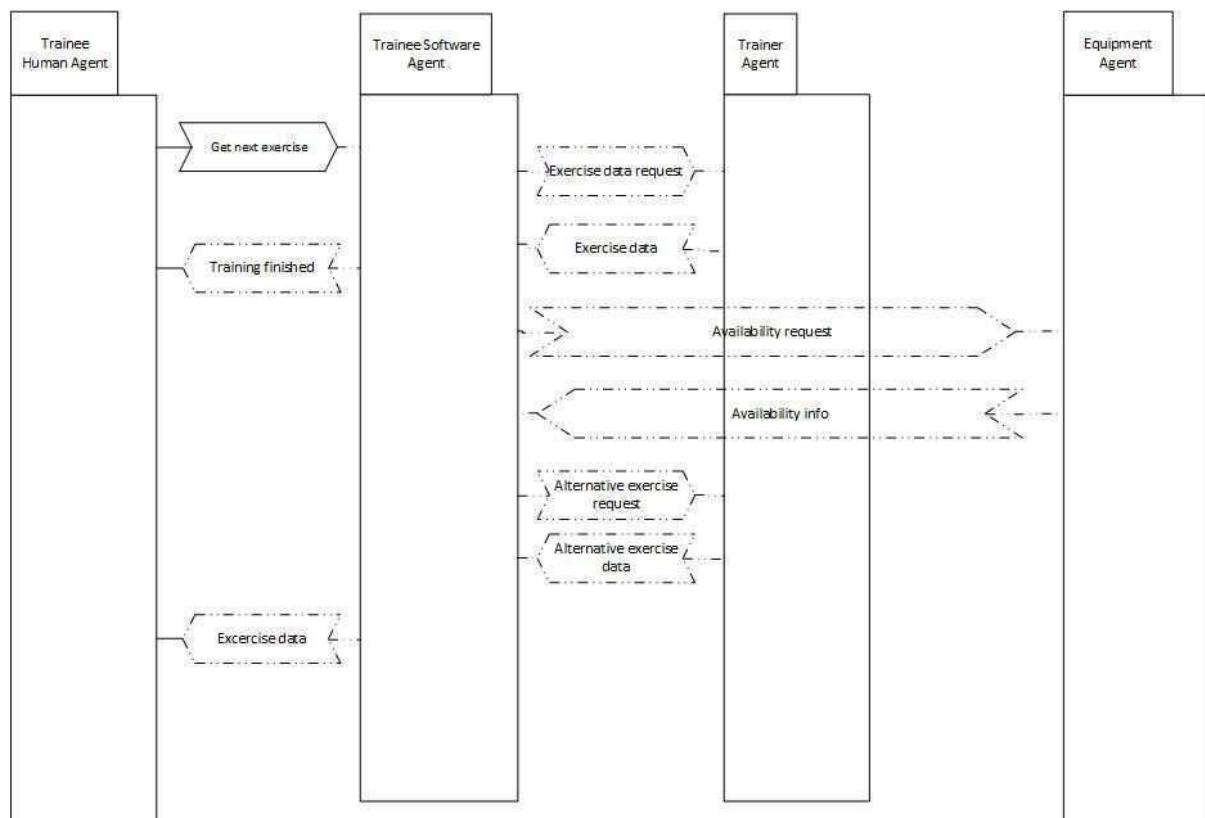 Trainee
Human Agent
Trainee Software
Agent
Trainer
Agent
Equipment
Agent
Get next exercise
Exercise data request
Exercise data
Training finished
Availability request
Availability info
Alternative exercise
request
Alternative exercise
data
Excercise data